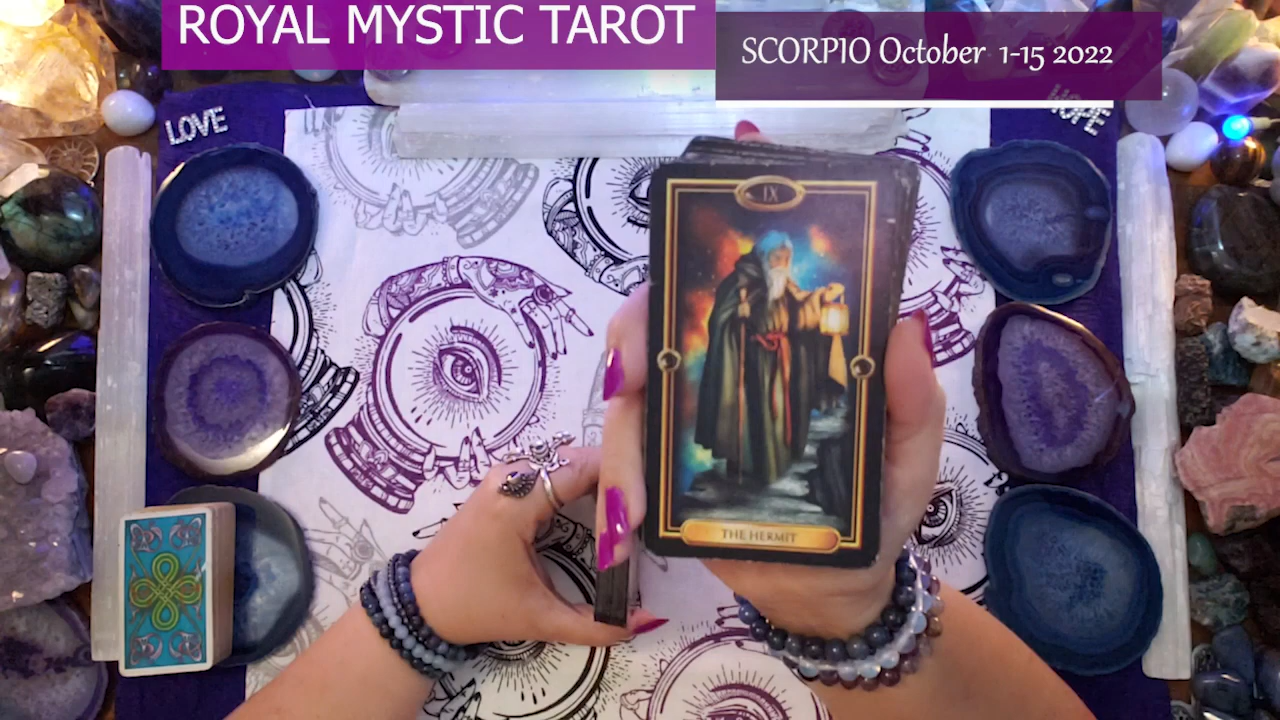 ROYAL MYSTIC TAROT
SCORPIO October 1-15 2022
LOVE
HOPE
IX
THE HERMIT